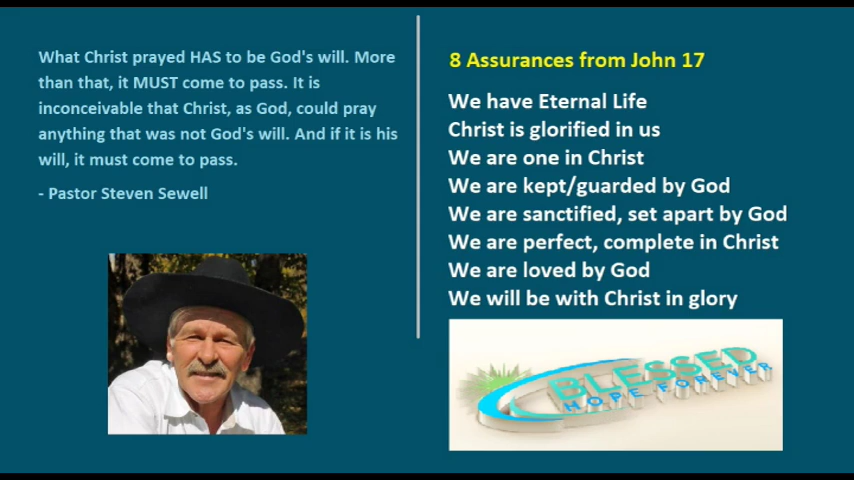 What Christ prayed HAS to be God's will. More
than that, it MUST come to pass. It is
inconceivable that Christ, as God, could pray
anything that was not God's will. And if it is his
will, it must come to pass.
- Pastor Steven Sewell
8 Assurances from John 17
We have Eternal Life
Christ is glorified in us
We are one in Christ
We are kept/guarded by God
We are sanctified, set apart by God
We are perfect, complete in Christ
We are loved by God
We will be with Christ in glory
BLESSED
HOPE FOREVER